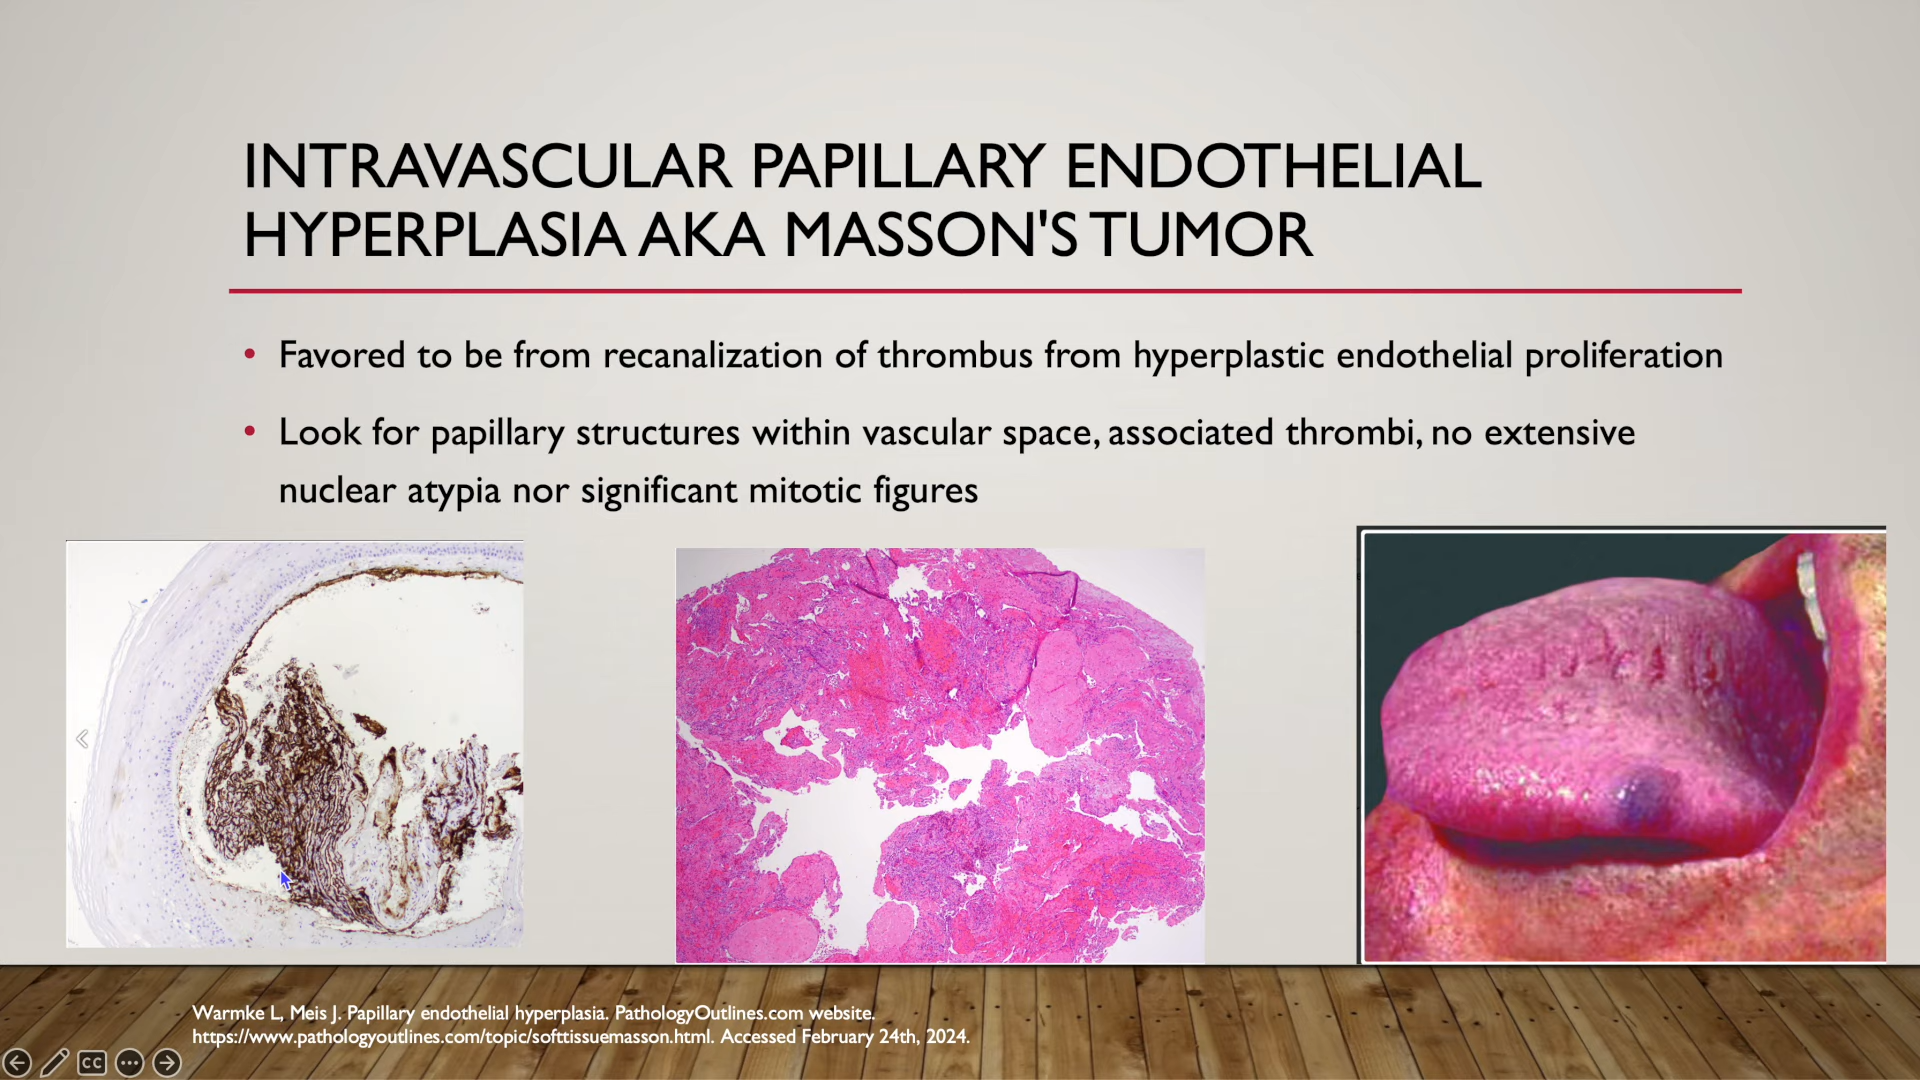 INTRAVASCULAR PAPILLARY ENDOTHELIAL
HYPERPLASIA AKA MASSON'S TUMOR
• Favored to be from recanalization of thrombus from hyperplastic endothelial proliferation
• Look for papillary structures within vascular space, associated thrombi, no extensive
nuclear atypia nor significant mitotic figures
Warmke L, Meis J. Papillary endothelial hyperplasia. PathologyOutlines.com website.
https://www.pathologyoutlines.com/topic/softtissuemasson.html. Accessed February 24th, 2024.
CC